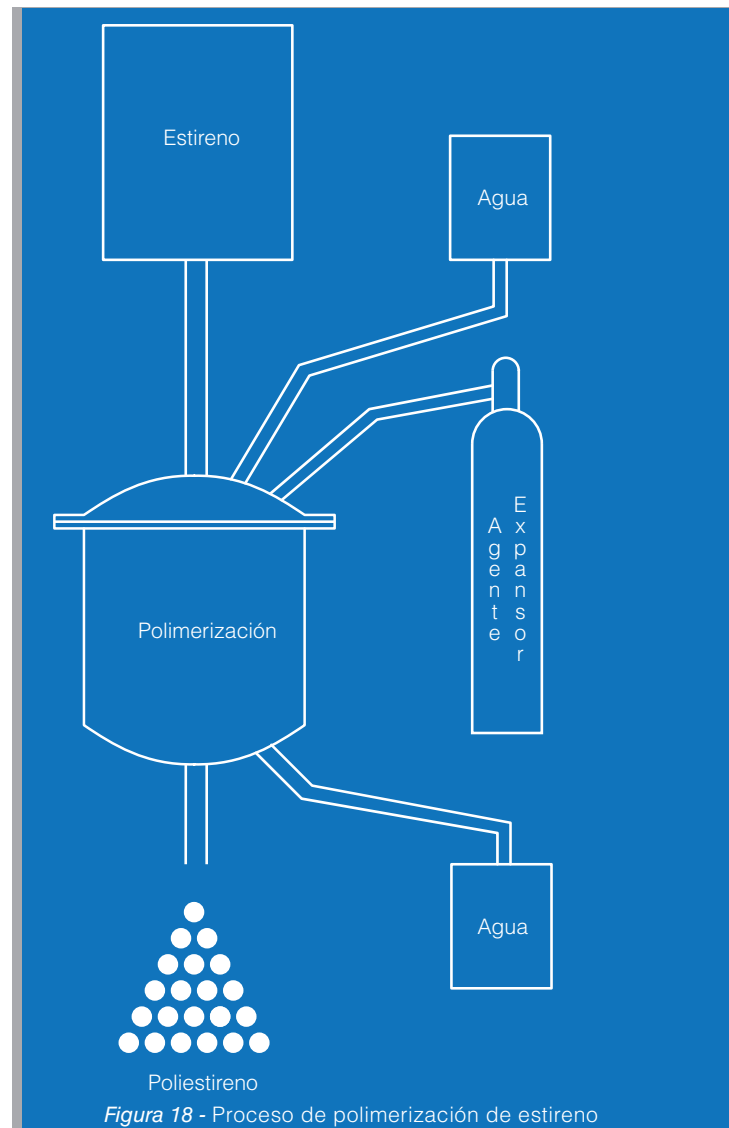 Estireno
Agua
Agente
Expansor
Polimerización
Agua
Poliestireno
Figura 18 - Proceso de polimerización de estireno